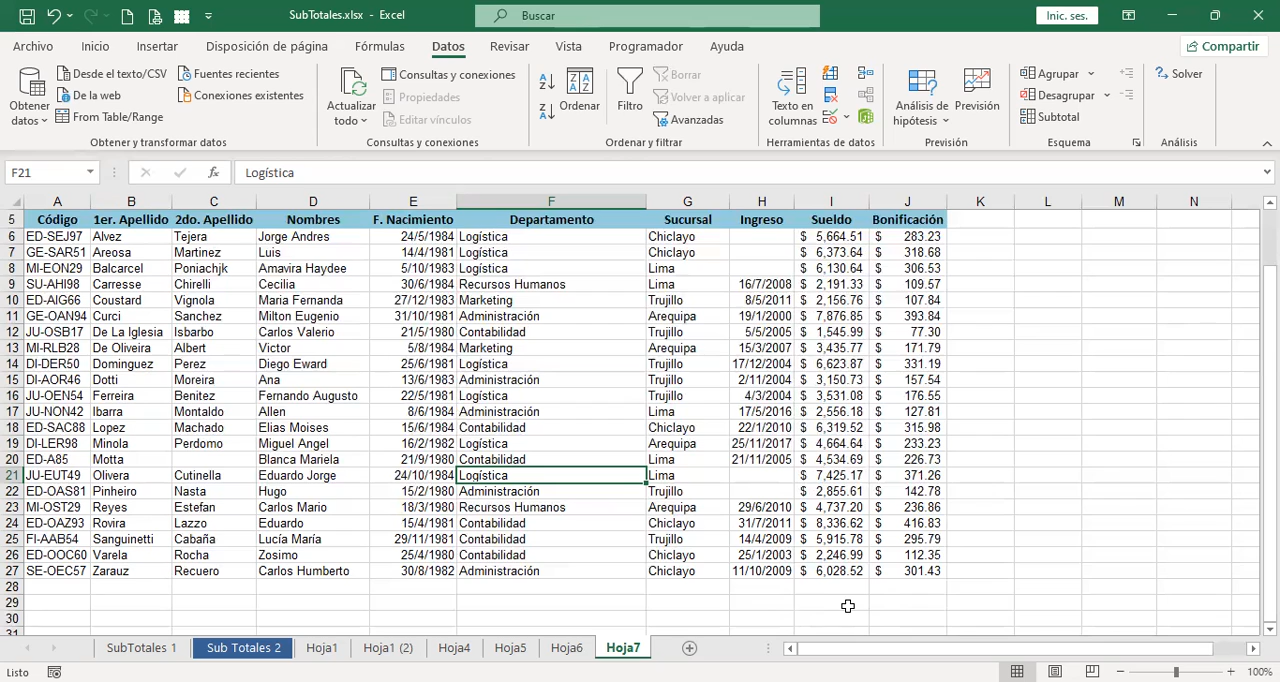 SubTotales.xlsx - Excel
Buscar
Inic. ses.
Archivo Inicio Insertar Disposición de página Fórmulas Datos Revisar Vista Programador Ayuda
Compartir
Obtener datos
Desde el texto/CSV
De la web
From Table/Range
Fuentes recientes
Conexiones existentes
Obtener y transformar datos
Actualizar todo
Consultas y conexiones
Propiedades
Editar vínculos
Consultas y conexiones
Ordenar
Filtro
Borrar
Volver a aplicar
Avanzadas
Ordenar y filtrar
Texto en columnas
Herramientas de datos
Análisis de hipótesis
Previsión
Previsión
Agrupar
Desagrupar
Subtotal
Esquema
Solver
Análisis
F21 fx Logística
A B C D E F G H I J K L M N
5 Código 1er. Apellido 2do. Apellido Nombres F. Nacimiento Departamento Sucursal Ingreso Sueldo Bonificación
6 ED-SEJ97 Alvez Tejera Jorge Andres 24/5/1984 Logística Chiclayo $ 5,664.51 $ 283.23
7 GE-SAR51 Areosa Martinez Luis 14/4/1981 Logística Chiclayo $ 6,373.64 $ 318.68
8 MI-EON29 Balcarcel Poniachjk Amavira Haydee 5/10/1983 Logística Lima $ 6,130.64 $ 306.53
9 SU-AHI98 Carresse Chirelli Cecilia 30/6/1984 Recursos Humanos Lima 16/7/2008 $ 2,191.33 $ 109.57
10 ED-AIG66 Coustard Vignola Maria Fernanda 27/12/1983 Marketing Trujillo 8/5/2011 $ 2,156.76 $ 107.84
11 GE-OAN94 Curci Sanchez Milton Eugenio 31/10/1981 Administración Arequipa 19/1/2000 $ 7,876.85 $ 393.84
12 JU-OSB17 De La Iglesia Isbarbo Carlos Valerio 21/5/1980 Contabilidad Trujillo 5/5/2005 $ 1,545.99 $ 77.30
13 MI-RLB28 De Oliveira Albert Victor 5/8/1984 Marketing Arequipa 15/3/2007 $ 3,435.77 $ 171.79
14 DI-DER50 Dominguez Perez Diego Eward 25/6/1981 Logística Trujillo 17/12/2004 $ 6,623.87 $ 331.19
15 DI-AOR46 Dotti Moreira Ana 13/6/1983 Administración Trujillo 2/11/2004 $ 3,150.73 $ 157.54
16 JU-OEN54 Ferreira Benitez Fernando Augusto 22/5/1981 Logística Trujillo 4/3/2004 $ 3,531.08 $ 176.55
17 JU-NON42 Ibarra Montaldo Allen 8/6/1984 Administración Lima 17/5/2016 $ 2,556.18 $ 127.81
18 ED-SAC88 Lopez Machado Elias Moises 15/6/1984 Contabilidad Chiclayo 22/1/2010 $ 6,319.52 $ 315.98
19 DI-LER98 Minola Perdomo Miguel Angel 16/2/1982 Logística Arequipa 25/11/2017 $ 4,664.64 $ 233.23
20 ED-A85 Motta Blanca Mariela 21/9/1980 Contabilidad Lima 21/11/2005 $ 4,534.69 $ 226.73
21 JU-EUT49 Olivera Cutinella Eduardo Jorge 24/10/1984 Logística Lima $ 7,425.17 $ 371.26
22 ED-OAS81 Pinheiro Nasta Hugo 15/2/1980 Administración Trujillo $ 2,855.61 $ 142.78
23 MI-OST29 Reyes Estefan Carlos Mario 18/3/1980 Recursos Humanos Arequipa 29/6/2010 $ 4,737.20 $ 236.86
24 ED-OAZ93 Rovira Lazzo Eduardo 15/4/1981 Contabilidad Chiclayo 31/7/2011 $ 8,336.62 $ 416.83
25 FI-AAB54 Sanguinetti Cabaña Lucía María 29/11/1981 Contabilidad Trujillo 14/4/2009 $ 5,915.78 $ 295.79
26 ED-OOC60 Varela Rocha Zosimo 25/4/1980 Contabilidad Chiclayo 25/1/2003 $ 2,246.99 $ 112.35
27 SE-OEC57 Zarauz Recuero Carlos Humberto 30/8/1982 Administración Chiclayo 11/10/2009 $ 6,028.52 $ 301.43
28
29
30
31
SubTotales 1 Sub Totales 2 Hoja1 Hoja1 (2) Hoja4 Hoja5 Hoja6 Hoja7
Listo 100%